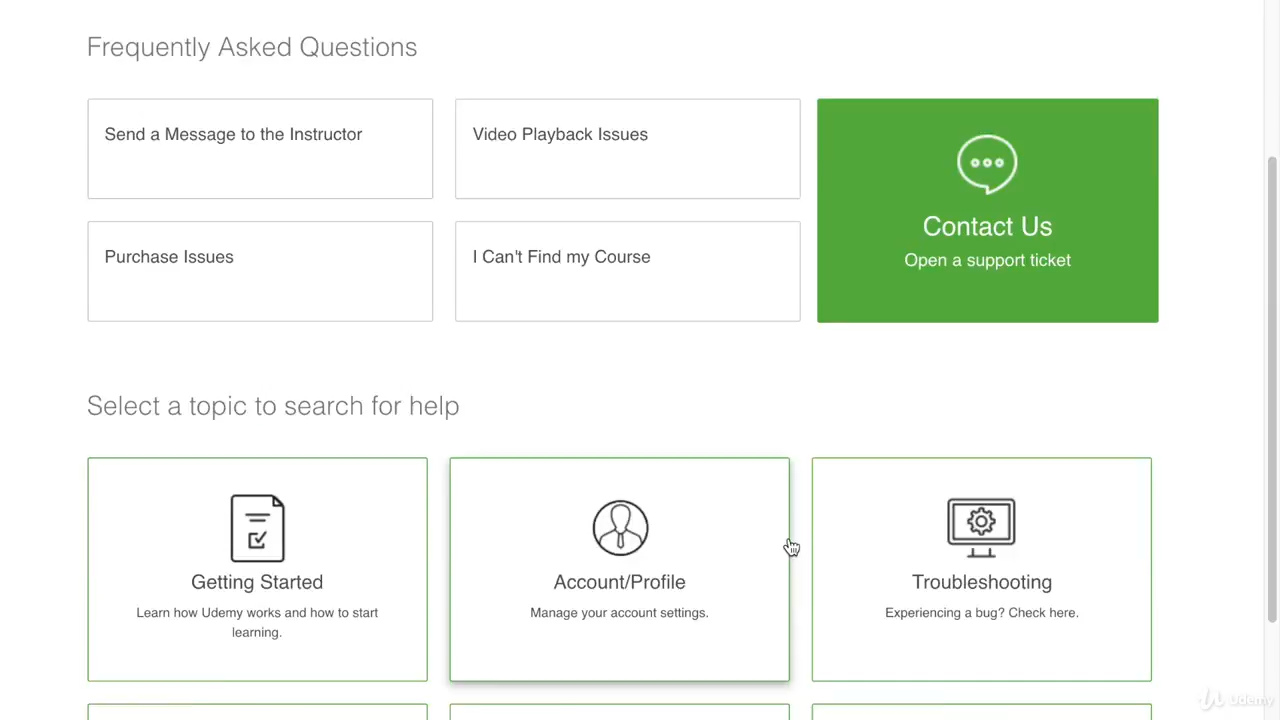 Frequently Asked Questions
Send a Message to the Instructor
Video Playback Issues
Purchase Issues
I Can't Find my Course
Contact Us
Open a support ticket
Select a topic to search for help
Getting Started
Learn how Udemy works and how to start
learning.
Account/Profile
Manage your account settings.
Troubleshooting
Experiencing a bug? Check here.
Udemy